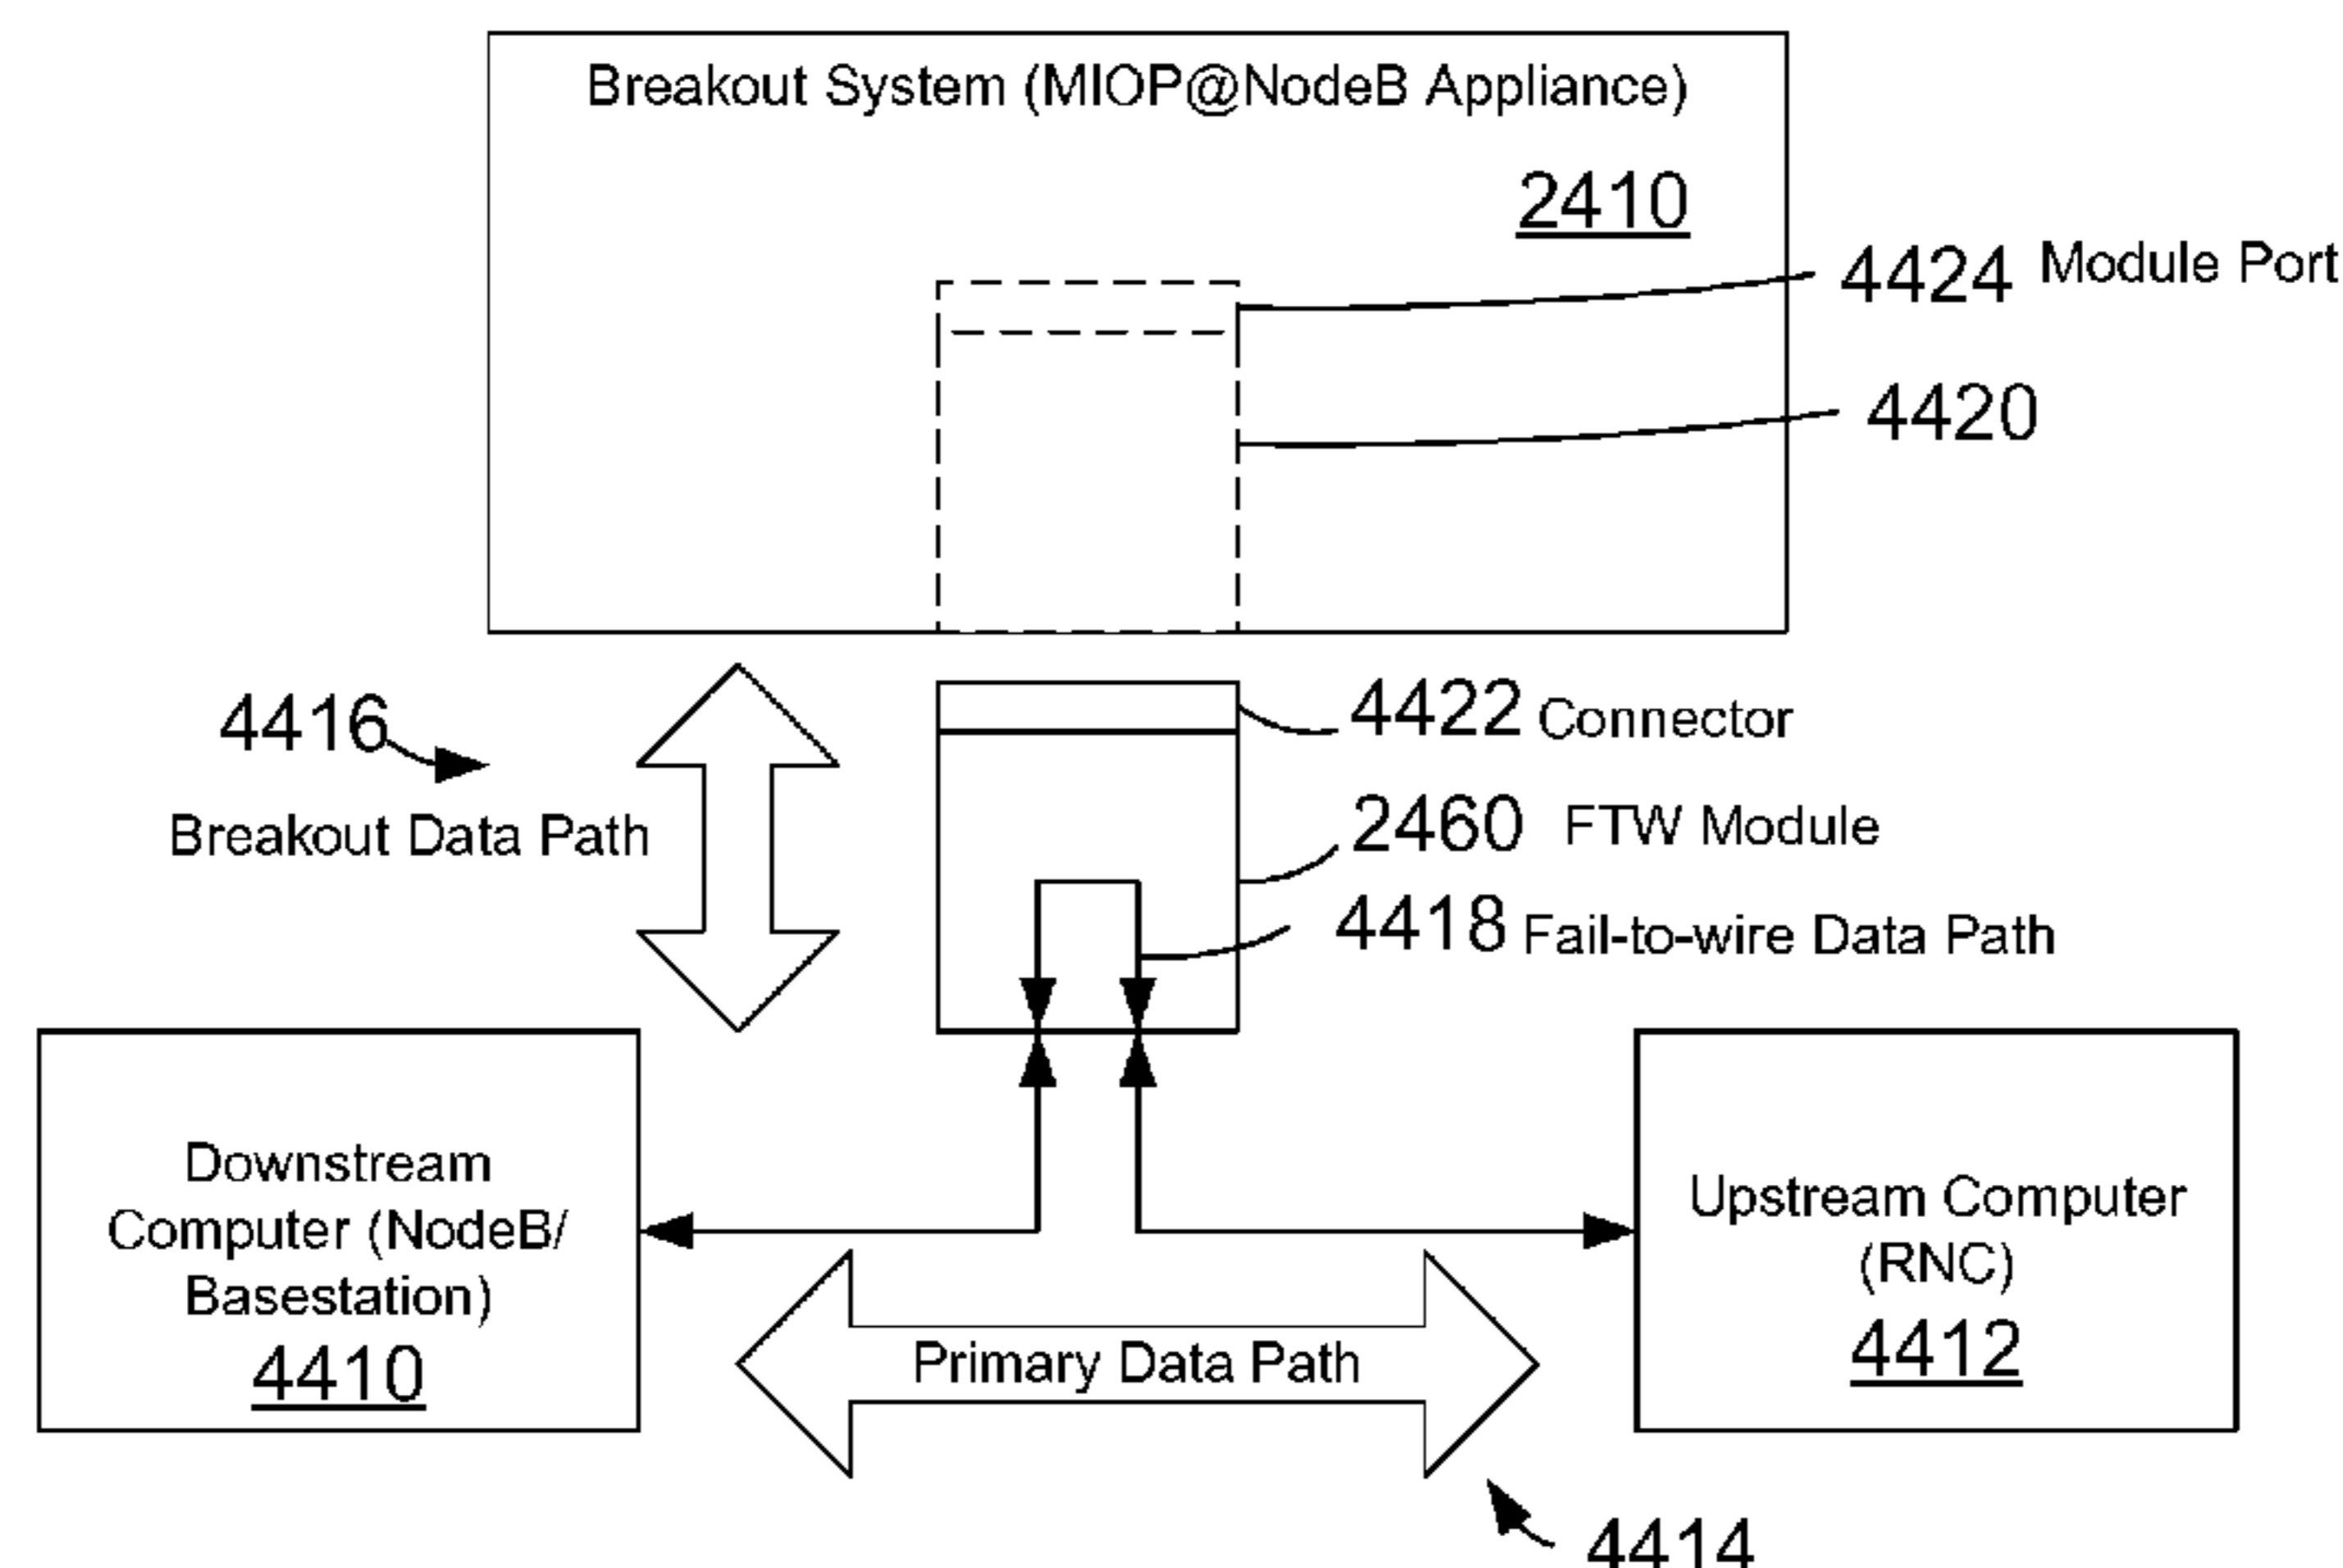 Breakout System (MIOP@NodeB Appliance)
2410
4424 Module Port
4420
4416
Breakout Data Path
4422 Connector
2460 FTW Module
4418 Fail-to-wire Data Path
Downstream
Computer (NodeB/
Basestation)
4410
Upstream Computer
(RNC)
4412
Primary Data Path
4414